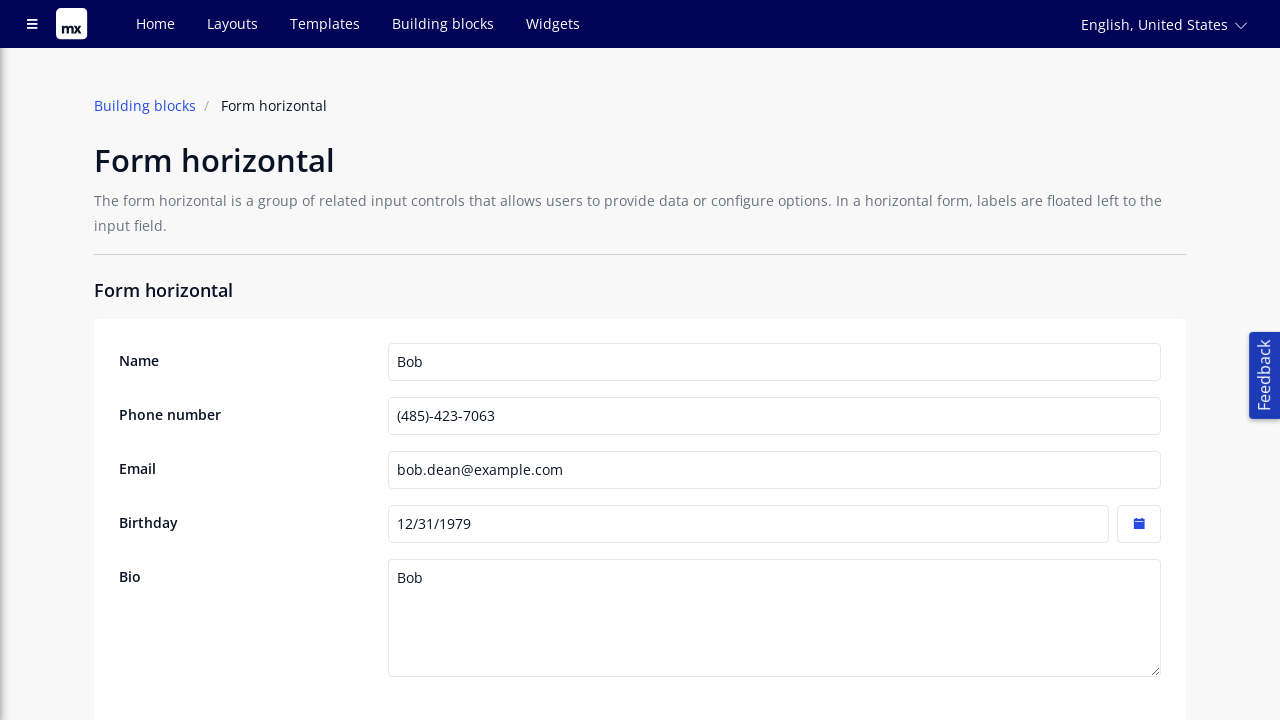 mx
Home
Layouts
Templates
Building blocks
Widgets
English, United States
Building blocks / Form horizontal
Form horizontal
The form horizontal is a group of related input controls that allows users to provide data or configure options. In a horizontal form, labels are floated left to the
input field.
Form horizontal
Name
Bob
Phone number
(485)-423-7063
Email
bob.dean@example.com
Birthday
12/31/1979
Bio
Bob
Feedback